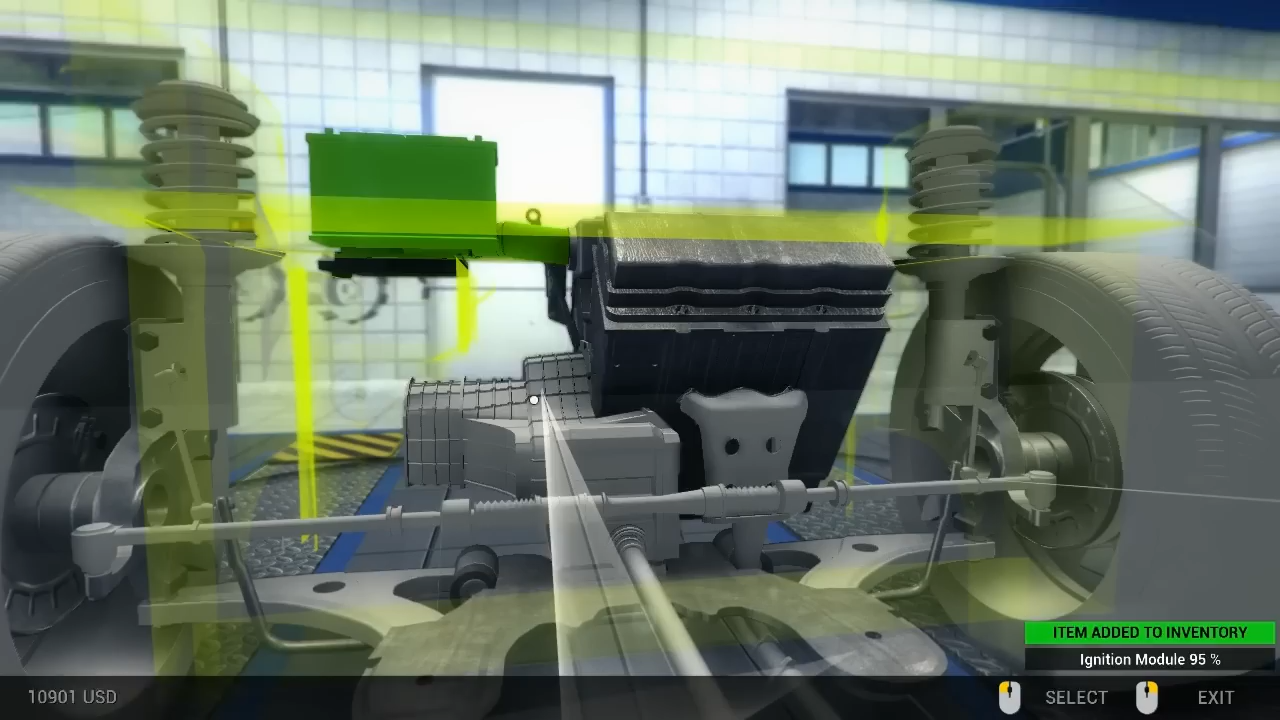 ITEM ADDED TO INVENTORY
Ignition Module 95 %
10901 USD
SELECT
EXIT